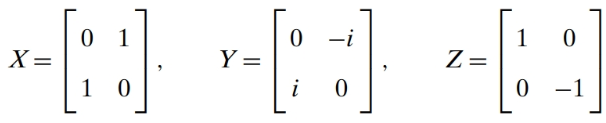 X = [ 0 1 ; 1 0 ], Y = [ 0 −i ; i 0 ], Z = [ 1 0 ; 0 −1 ]